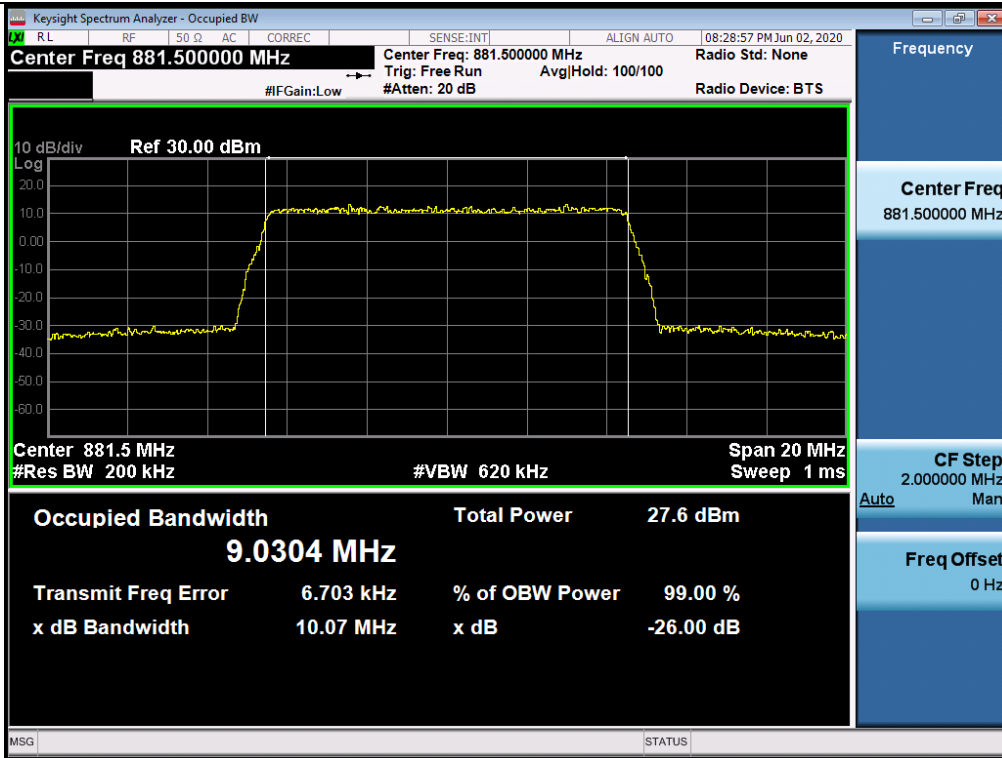 Keysight Spectrum Analyzer - Occupied BW
LXI RL RF 50 Ω AC CORREC SENSE:INT ALIGN AUTO 08:28:57 PM Jun 02, 2020
Center Freq 881.500000 MHz
#IFGain:Low
Center Freq: 881.500000 MHz
Trig: Free Run Avg|Hold: 100/100
#Atten: 20 dB
Radio Std: None
Radio Device: BTS
10 dB/div Ref 30.00 dBm
Log
20.0
10.0
0.00
-10.0
-20.0
-30.0
-40.0
-50.0
-60.0
Center 881.5 MHz Span 20 MHz
#Res BW 200 kHz #VBW 620 kHz Sweep 1 ms
Occupied Bandwidth Total Power 27.6 dBm
9.0304 MHz
Transmit Freq Error 6.703 kHz % of OBW Power 99.00 %
x dB Bandwidth 10.07 MHz x dB -26.00 dB
MSG STATUS
Frequency
Center Freq
881.500000 MHz
CF Step
2.000000 MHz
Auto Man
Freq Offset
0 Hz